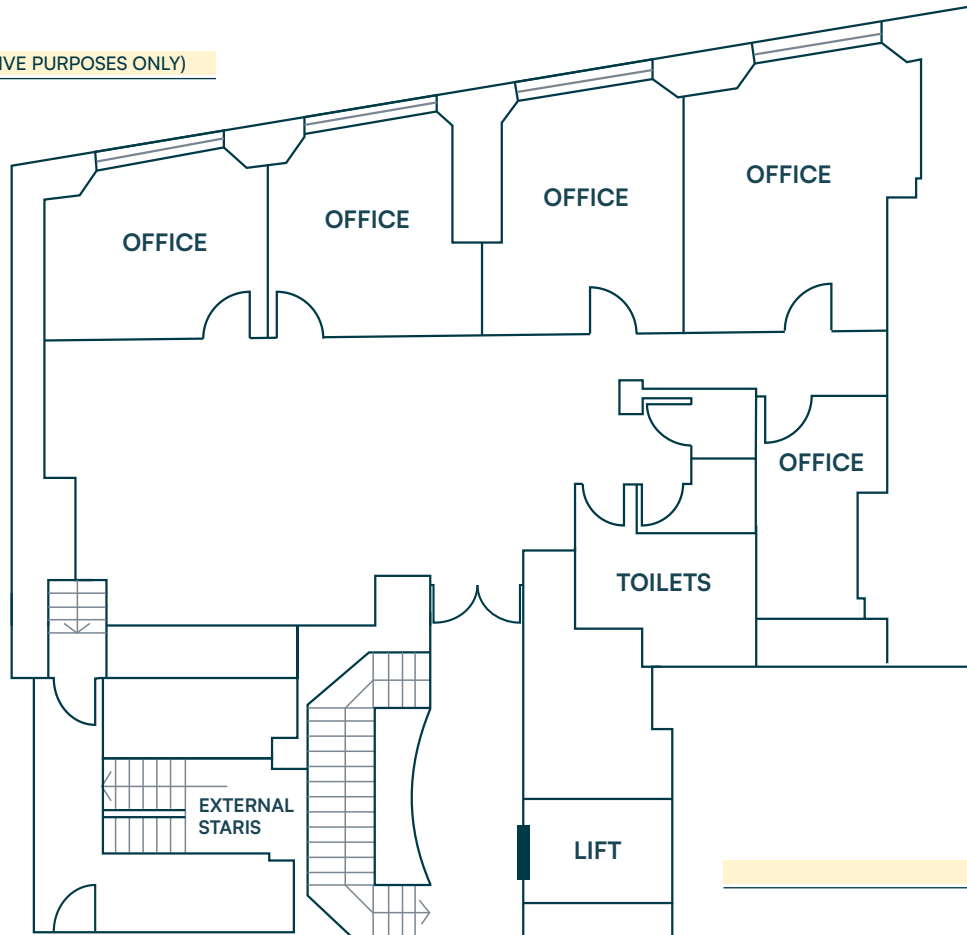 IVE PURPOSES ONLY)
OFFICE
OFFICE
OFFICE
OFFICE
OFFICE
TOILETS
EXTERNAL
STARIS
LIFT